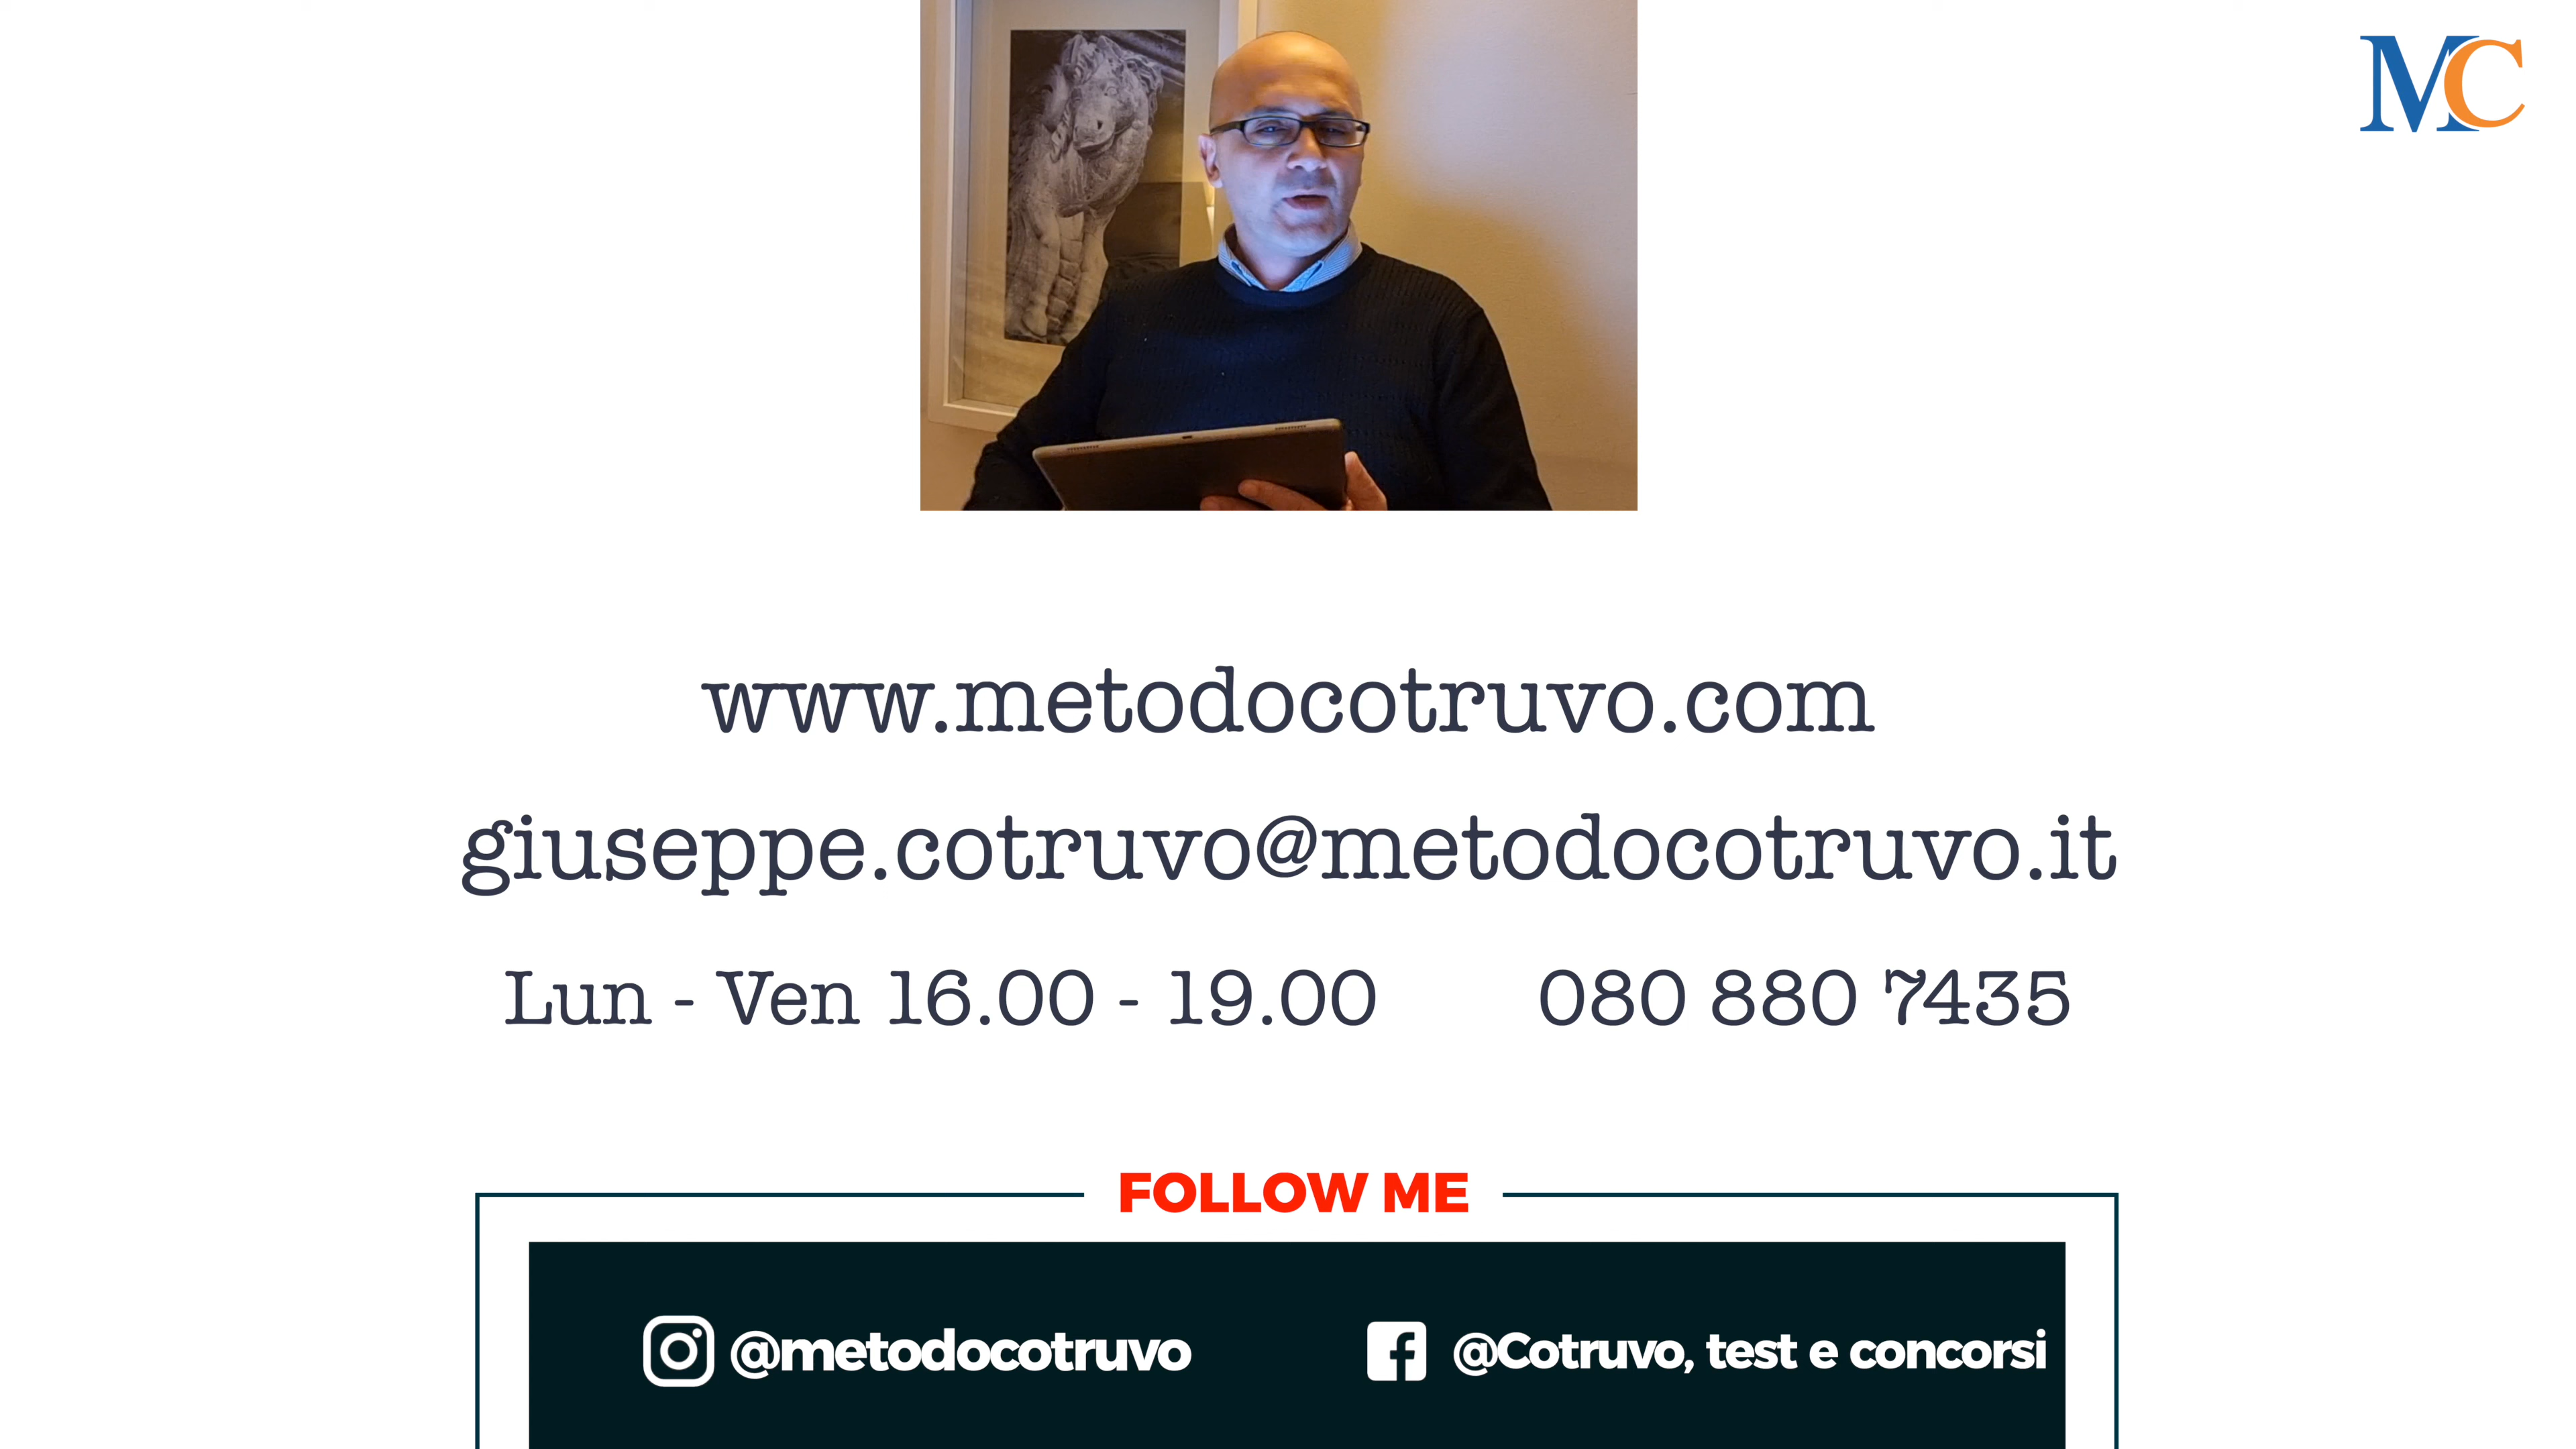 MC
www.metodocotruvo.com
giuseppe.cotruvo@metodocotruvo.it
Lun - Ven 16.00 - 19.00 080 880 7435
FOLLOW ME
@metodocotruvo @Cotruvo, test e concorsi